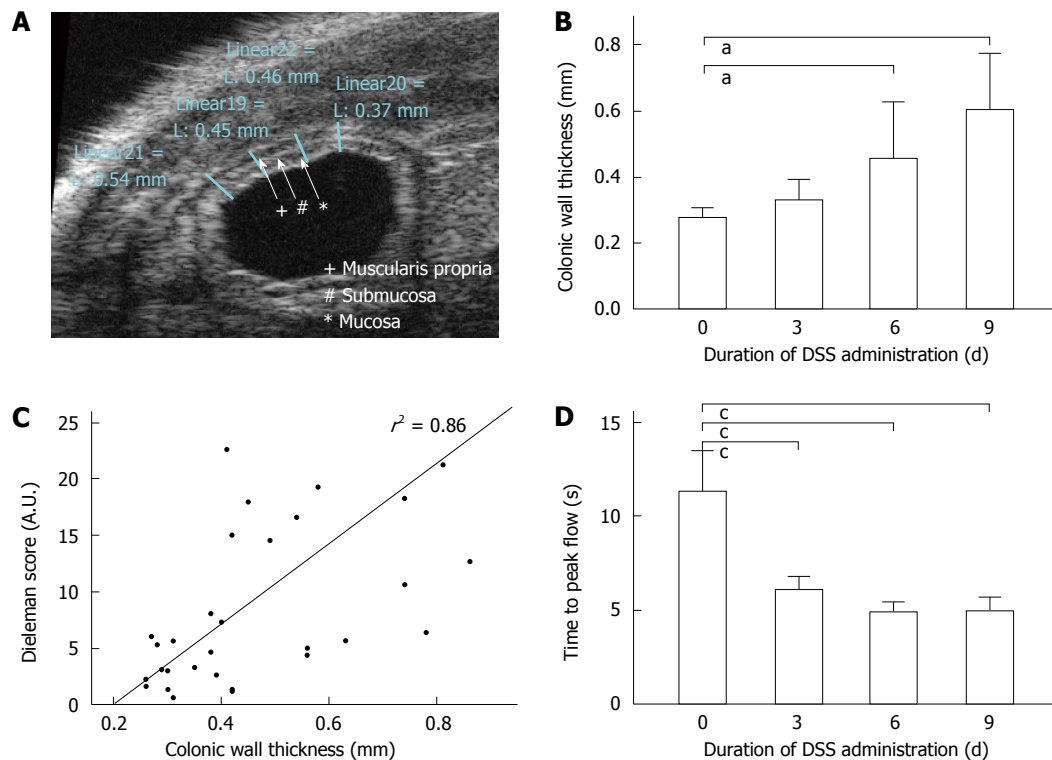 A
Linear22 =
L: 0.46 mm
Linear20 =
L: 0.37 mm
Linear19 =
L: 0.45 mm
Linear21 =
L: 0.54 mm
+ # *
+ Muscularis propria
# Submucosa
* Mucosa
B
a
a
Colonic wall thickness (mm)
0.8
0.6
0.4
0.2
0.0
0 3 6 9
Duration of DSS administration (d)
C
r² = 0.86
Dieleman score (A.U.)
25
20
15
10
5
0
0.2 0.4 0.6 0.8
Colonic wall thickness (mm)
D
c
c
c
Time to peak flow (s)
15
10
5
0
0 3 6 9
Duration of DSS administration (d)